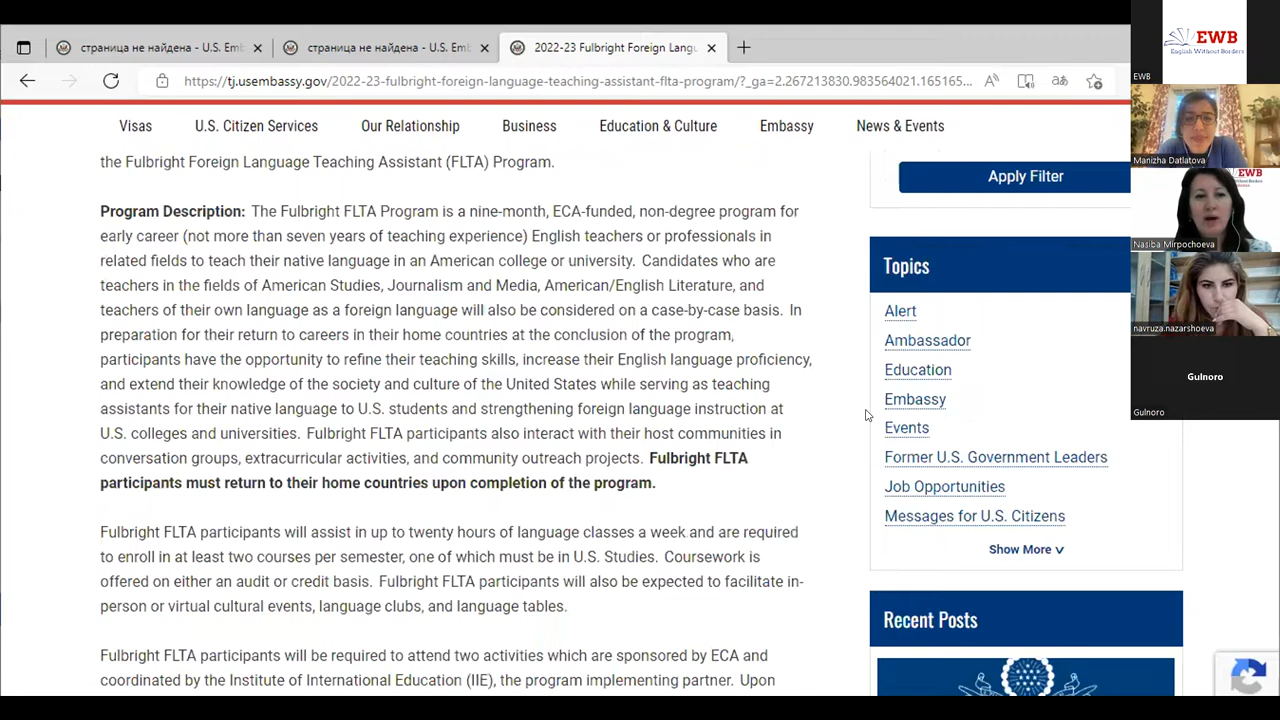 страница не найдена - U.S. Emb
страница не найдена - U.S. Emb
2022-23 Fulbright Foreign Langu
https://tj.usembassy.gov/2022-23-fulbright-foreign-language-teaching-assistant-flta-program/?_ga=2.267213830.983564021.165165...
Visas
U.S. Citizen Services
Our Relationship
Business
Education & Culture
Embassy
News & Events
the Fulbright Foreign Language Teaching Assistant (FLTA) Program.
Program Description: The Fulbright FLTA Program is a nine-month, ECA-funded, non-degree program for
early career (not more than seven years of teaching experience) English teachers or professionals in
related fields to teach their native language in an American college or university. Candidates who are
teachers in the fields of American Studies, Journalism and Media, American/English Literature, and
teachers of their own language as a foreign language will also be considered on a case-by-case basis. In
preparation for their return to careers in their home countries at the conclusion of the program,
participants have the opportunity to refine their teaching skills, increase their English language proficiency,
and extend their knowledge of the society and culture of the United States while serving as teaching
assistants for their native language to U.S. students and strengthening foreign language instruction at
U.S. colleges and universities. Fulbright FLTA participants also interact with their host communities in
conversation groups, extracurricular activities, and community outreach projects. Fulbright FLTA
participants must return to their home countries upon completion of the program.
Fulbright FLTA participants will assist in up to twenty hours of language classes a week and are required
to enroll in at least two courses per semester, one of which must be in U.S. Studies. Coursework is
offered on either an audit or credit basis. Fulbright FLTA participants will also be expected to facilitate in-
person or virtual cultural events, language clubs, and language tables.
Fulbright FLTA participants will be required to attend two activities which are sponsored by ECA and
coordinated by the Institute of International Education (IIE), the program implementing partner. Upon
Apply Filter
Topics
Alert
Ambassador
Education
Embassy
Events
Former U.S. Government Leaders
Job Opportunities
Messages for U.S. Citizens
Show More
Recent Posts
EWB
English Without Borders
EWB
Manizha Datlatova
EWB
Nasiba Mirpochoeva
navruza.nazarshoeva
Gulnoro
Gulnoro